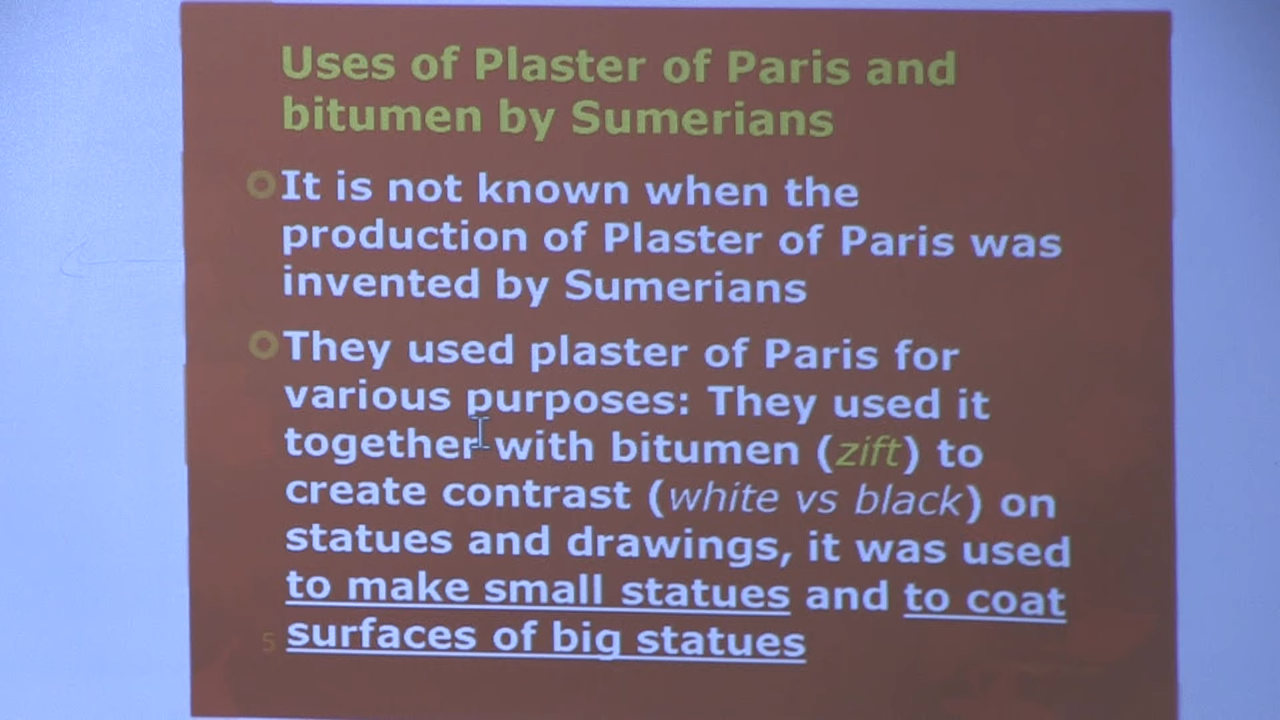 Uses of Plaster of Paris and
bitumen by Sumerians
It is not known when the
production of Plaster of Paris was
invented by Sumerians
They used plaster of Paris for
various purposes: They used it
together with bitumen (zift) to
create contrast (white vs black) on
statues and drawings, it was used
to make small statues and to coat
surfaces of big statues
5